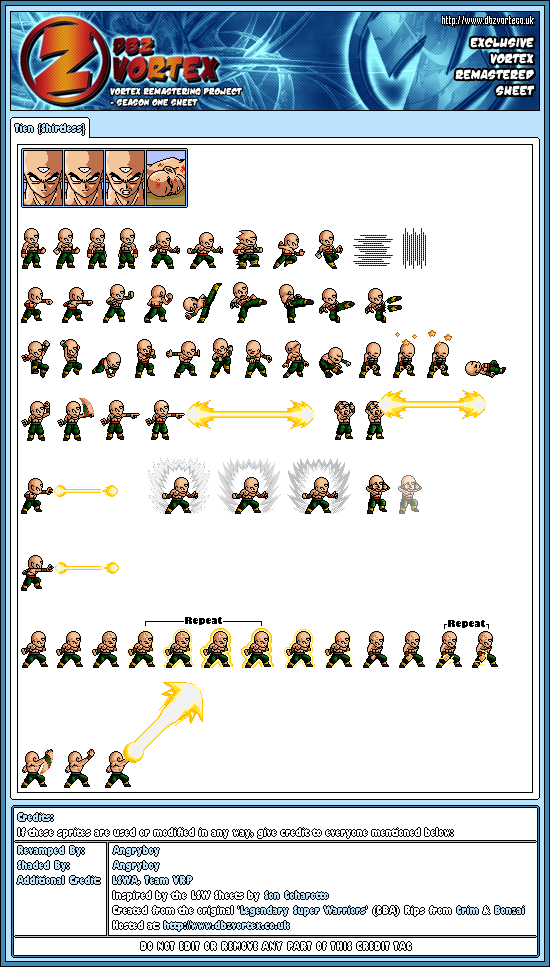 http://www.dbzvortex.co.uk
DBZ
VORTEX
VORTEX REMASTERING PROJECT
- SEASON ONE SHEET
EXCLUSIVE
VORTEX
REMASTERED
SHEET
Tien {Shirtless}
Repeat
Repeat
Credits:
If these sprites are used or modified in any way, give credit to everyone mentioned below:
Revamped By: Angryboy
Shaded By: Angryboy
Additional Credit: LSWA, Team VRP
Inspired by the LSW Sheets by Son Goharotto
Created from the original 'Legendary Super Warriors' (GBA) Rips from Grim & Bonzai
Hosted at: http://www.dbzvortex.co.uk
DO NOT EDIT OR REMOVE ANY PART OF THIS CREDIT TAG